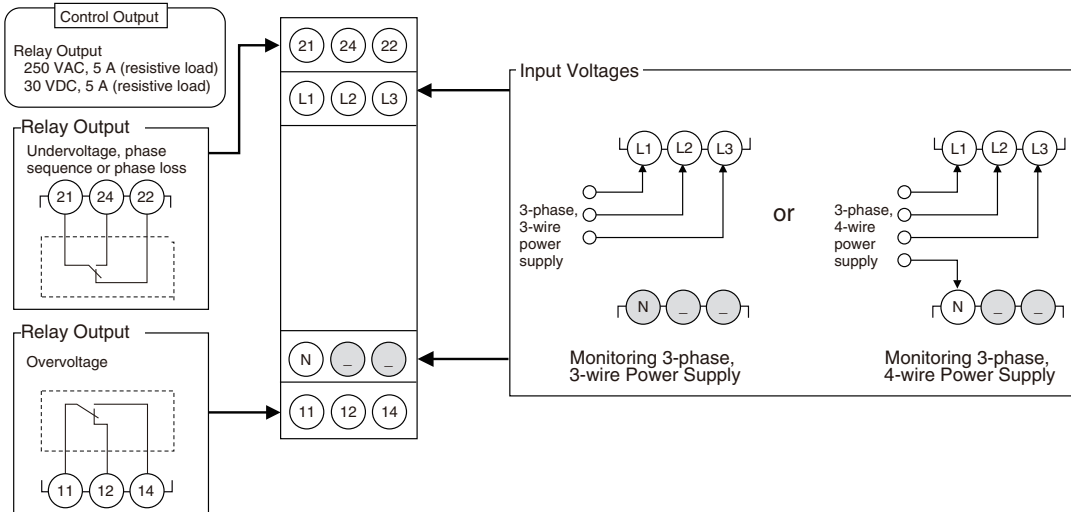 Control Output
Relay Output
250 VAC, 5 A (resistive load)
30 VDC, 5 A (resistive load)
Relay Output
Undervoltage, phase
sequence or phase loss
21 24 22
Relay Output
Overvoltage
11 12 14
21 24 22
L1 L2 L3
N _ _
11 12 14
Input Voltages
L1 L2 L3
3-phase,
3-wire
power
supply
N _ _
Monitoring 3-phase,
3-wire Power Supply
or
L1 L2 L3
3-phase,
4-wire
power
supply
N _ _
Monitoring 3-phase,
4-wire Power Supply